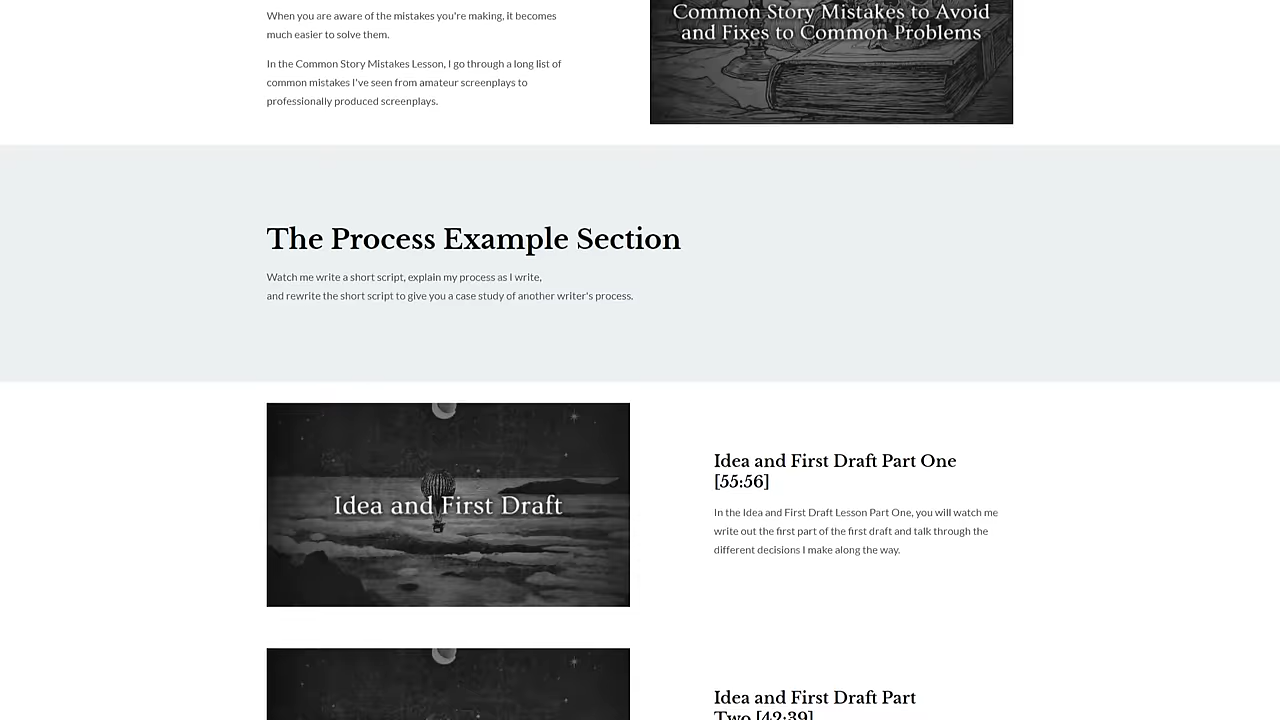 When you are aware of the mistakes you're making, it becomes
much easier to solve them.
In the Common Story Mistakes Lesson, I go through a long list of
common mistakes I've seen from amateur screenplays to
professionally produced screenplays.
Common Story Mistakes to Avoid
and Fixes to Common Problems
The Process Example Section
Watch me write a short script, explain my process as I write,
and rewrite the short script to give you a case study of another writer's process.
Idea and First Draft
Idea and First Draft Part One
[55:56]
In the Idea and First Draft Lesson Part One, you will watch me
write out the first part of the first draft and talk through the
different decisions I make along the way.
Idea and First Draft Part
Two [42:39]